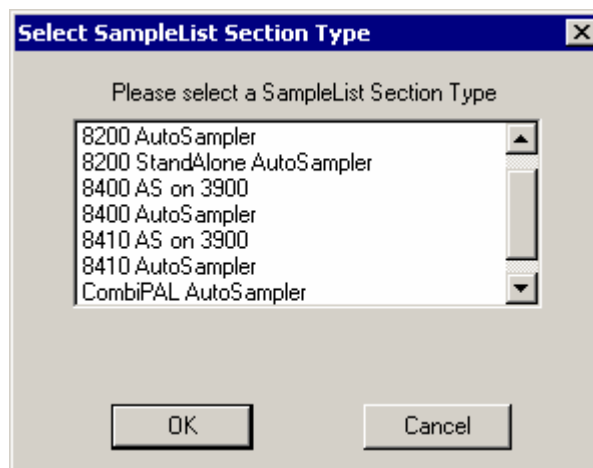 Select SampleList Section Type
Please select a SampleList Section Type
8200 AutoSampler
8200 StandAlone AutoSampler
8400 AS on 3900
8400 AutoSampler
8410 AS on 3900
8410 AutoSampler
CombiPAL AutoSampler
OK
Cancel